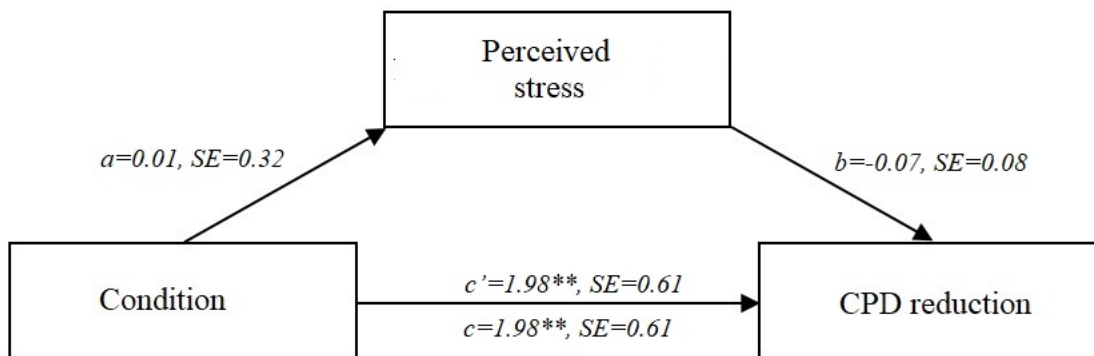 Perceived
stress
a=0.01, SE=0.32
b=-0.07, SE=0.08
Condition
c’=1.98**, SE=0.61
c=1.98**, SE=0.61
CPD reduction